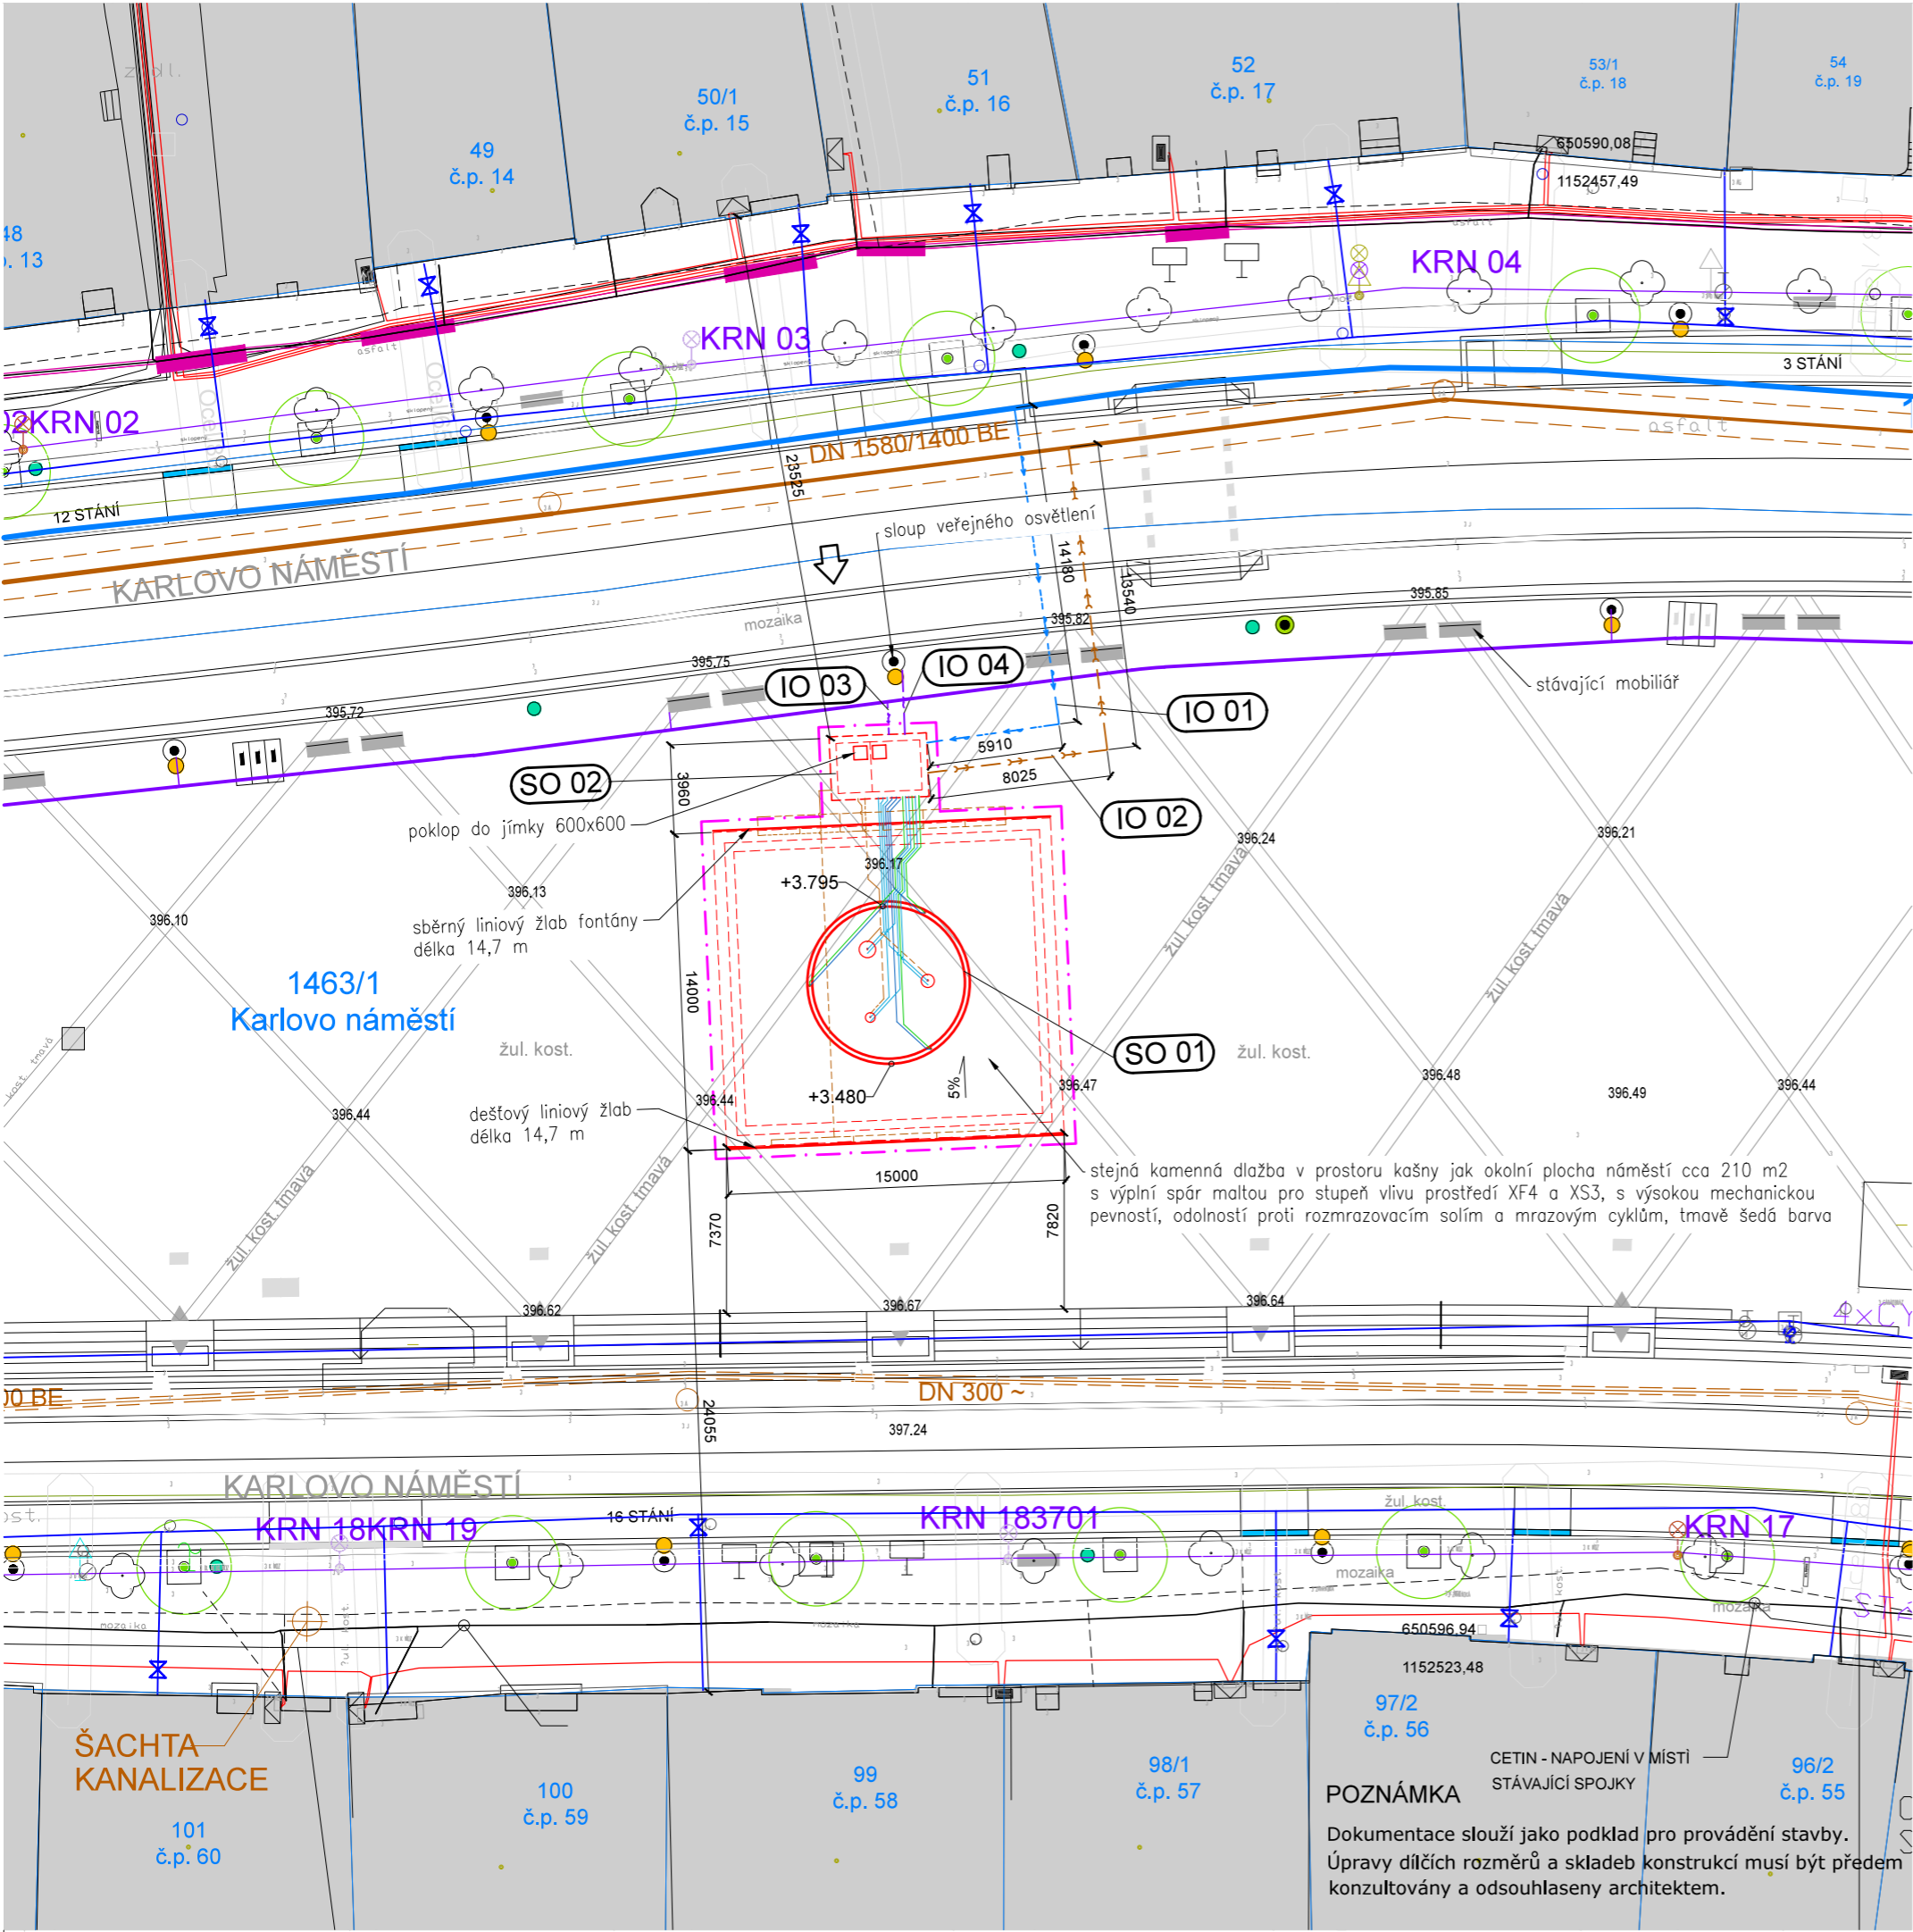 50/1
č.p. 15
51
č.p. 16
52
č.p. 17
53/1
č.p. 18
54
č.p. 19
49
č.p. 14
650590,08
1152457,49
asfalt
KRN 04
KRN 03
asfalt
3 STÁNÍ
KRN 02
asfalt
DN 1580/1400 BE
12 STÁNÍ
23525
sloup veřejného osvětlení
14180
13540
KARLOVO NÁMĚSTÍ
mozaika
395.85
395.82
395.75
IO 03
IO 04
stávající mobiliář
395.72
IO 01
5910
8025
SO 02
3960
IO 02
poklop do jímky 600x600
396.24
396.21
396.17
+3.795
396.13
396.10
sběrný liniový žlab fontány
délka 14,7 m
žul. kost. tmavá
žul. kost. tmavá
1463/1
Karlovo náměstí
14000
žul. kost.
SO 01
žul. kost.
5%
396.47
396.48
396.49
396.44
+3.480
396.44
396.44
dešťový liniový žlab
délka 14,7 m
kost. tmavá
stejná kamenná dlažba v prostoru kašny jak okolní plocha náměstí cca 210 m2
s výplní spár maltou pro stupeň vlivu prostředí XF4 a XS3, s výsokou mechanickou
pevností, odolností proti rozmrazovacím solím a mrazovým cyklům, tmavě šedá barva
15000
7370
7820
žul. kost. tmavá
žul. kost. tmavá
396.62
396.67
396.64
4xCY
00 BE
DN 300 ~
24055
397.24
KARLOVO NÁMĚSTÍ
16 STÁNÍ
žul. kost.
KRN 18KRN 19
KRN 183701
KRN 17
mozaika
mozaika
mozaika
mozaika
650596,94
1152523,48
97/2
č.p. 56
ŠACHTA
KANALIZACE
CETIN - NAPOJENÍ V MÍSTÌ
STÁVAJÍCÍ SPOJKY
96/2
č.p. 55
98/1
č.p. 57
99
č.p. 58
100
č.p. 59
101
č.p. 60
POZNÁMKA
Dokumentace slouží jako podklad pro provádění stavby.
Úpravy dílčích rozměrů a skladeb konstrukcí musí být předem
konzultovány a odsouhlaseny architektem.